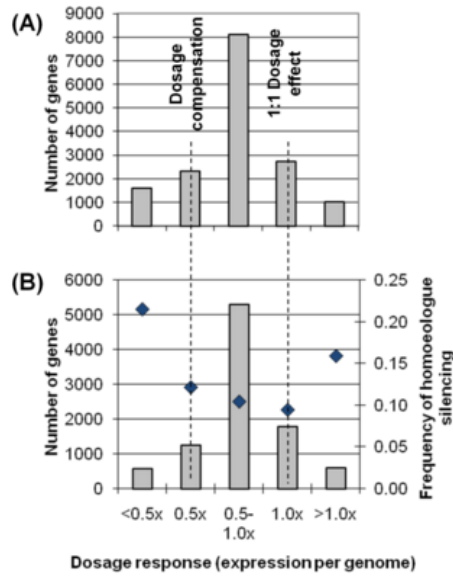 (A)
Number of genes
9000
8000
7000
6000
5000
4000
3000
2000
1000
0
Dosage
compensation
1:1 Dosage
effect
(B)
Number of genes
6000
5000
4000
3000
2000
1000
0
0.25
0.20
0.15
0.10
0.05
0.00
Frequency of homoeologue
silencing
<0.5x 0.5x 0.5- 1.0x >1.0x
1.0x
Dosage response (expression per genome)